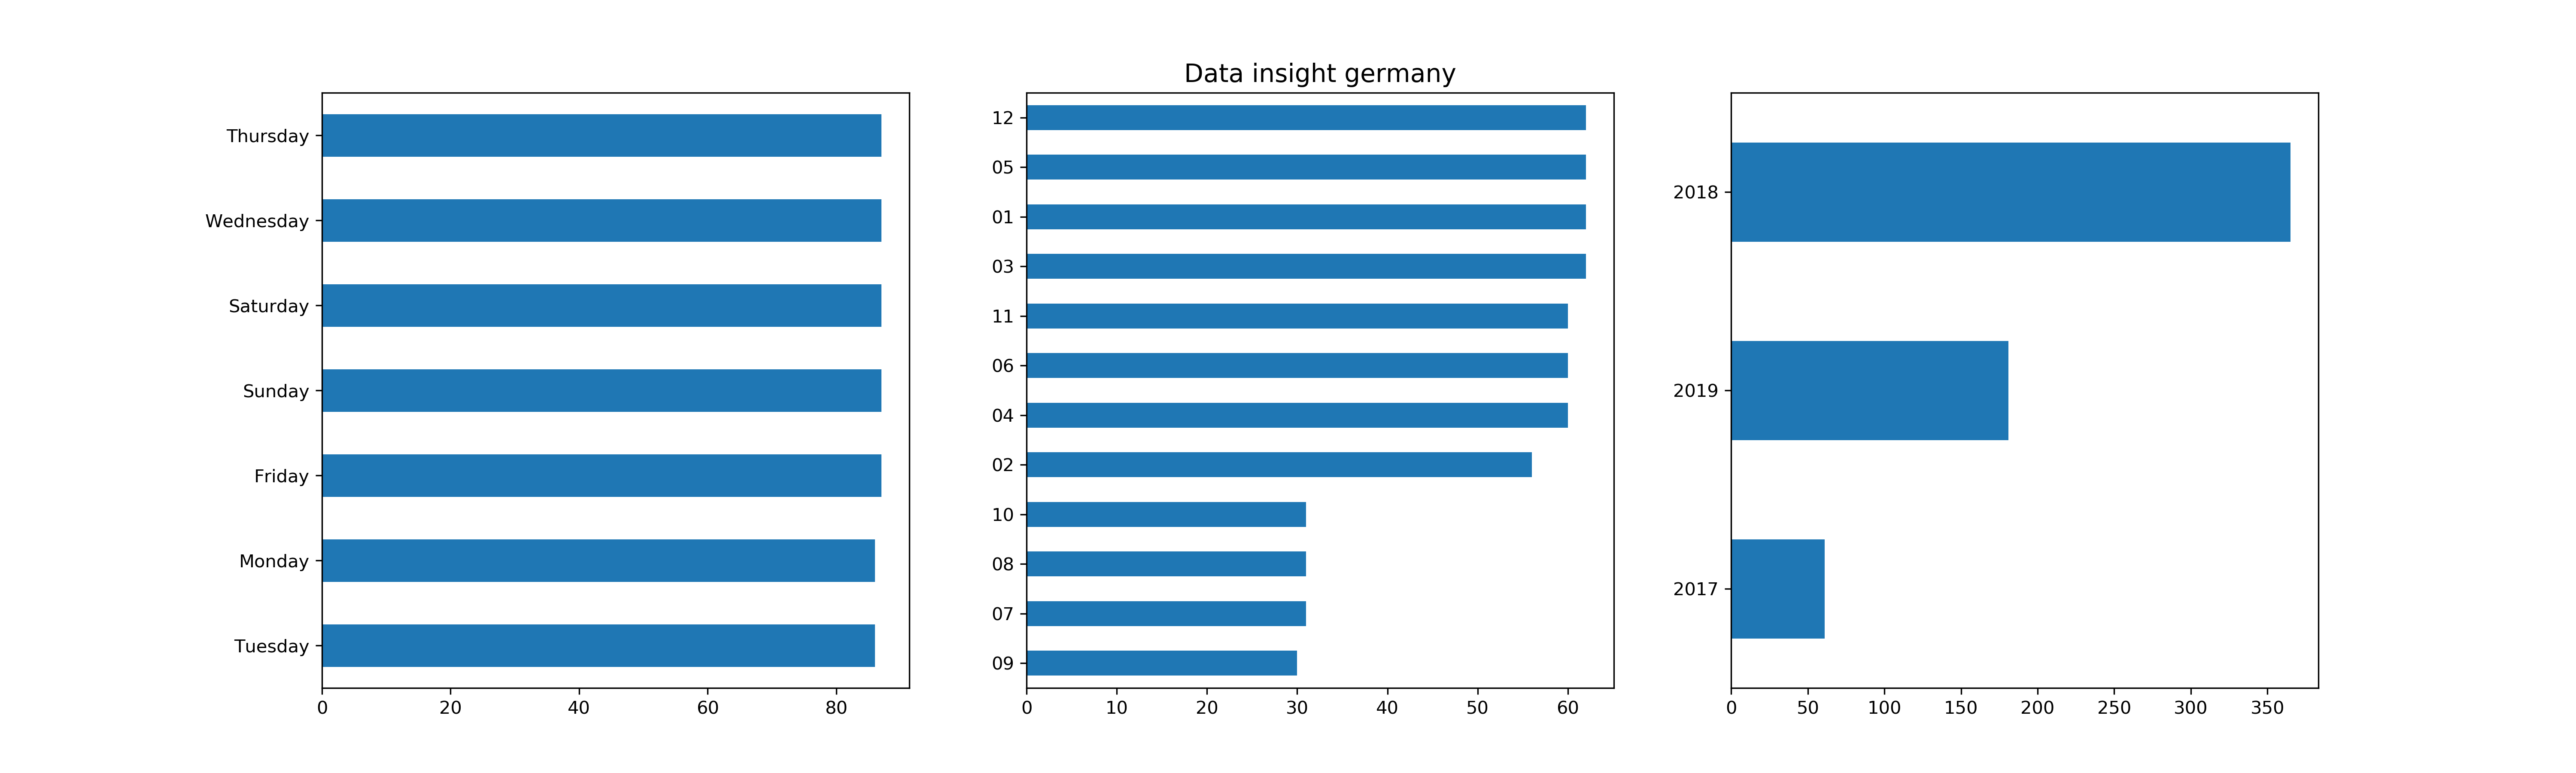 Data insight germany
Thursday
Wednesday
Saturday
Sunday
Friday
Monday
Tuesday
0 20 40 60 80
12
05
01
03
11
06
04
02
10
08
07
09
0 10 20 30 40 50 60
2018
2019
2017
0 50 100 150 200 250 300 350